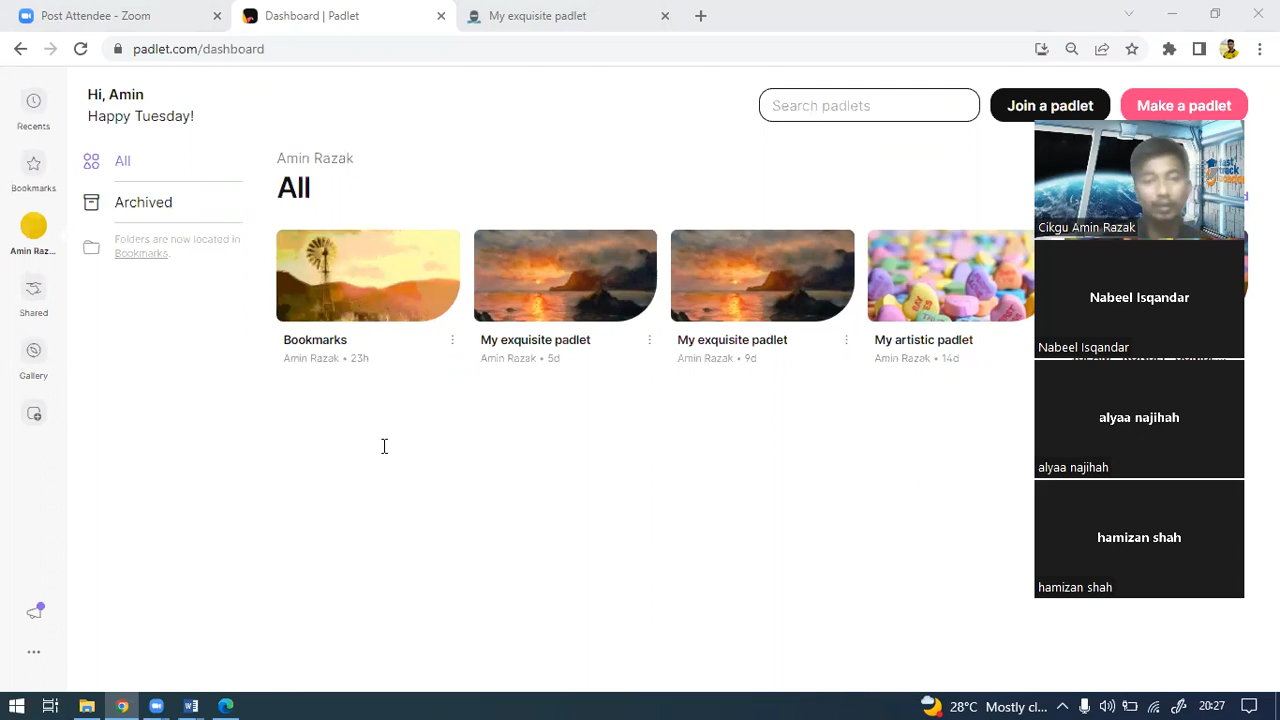 Post Attendee - Zoom
Dashboard | Padlet
My exquisite padlet
padlet.com/dashboard
Hi, Amin
Happy Tuesday!
Search padlets
Join a padlet
Make a padlet
Recents
Bookmarks
Amin Raz...
Shared
Gallery
All
Archived
Folders are now located in
Bookmarks.
Amin Razak
All
Bookmarks
Amin Razak • 23h
My exquisite padlet
Amin Razak • 5d
My exquisite padlet
Amin Razak • 9d
My artistic padlet
Amin Razak • 14d
fast
track
Cikgu Amin Razak
Nabeel Isqandar
Nabeel Isqandar
alyaa najihah
alyaa najihah
hamizan shah
hamizan shah
28°C Mostly cl...
20:27